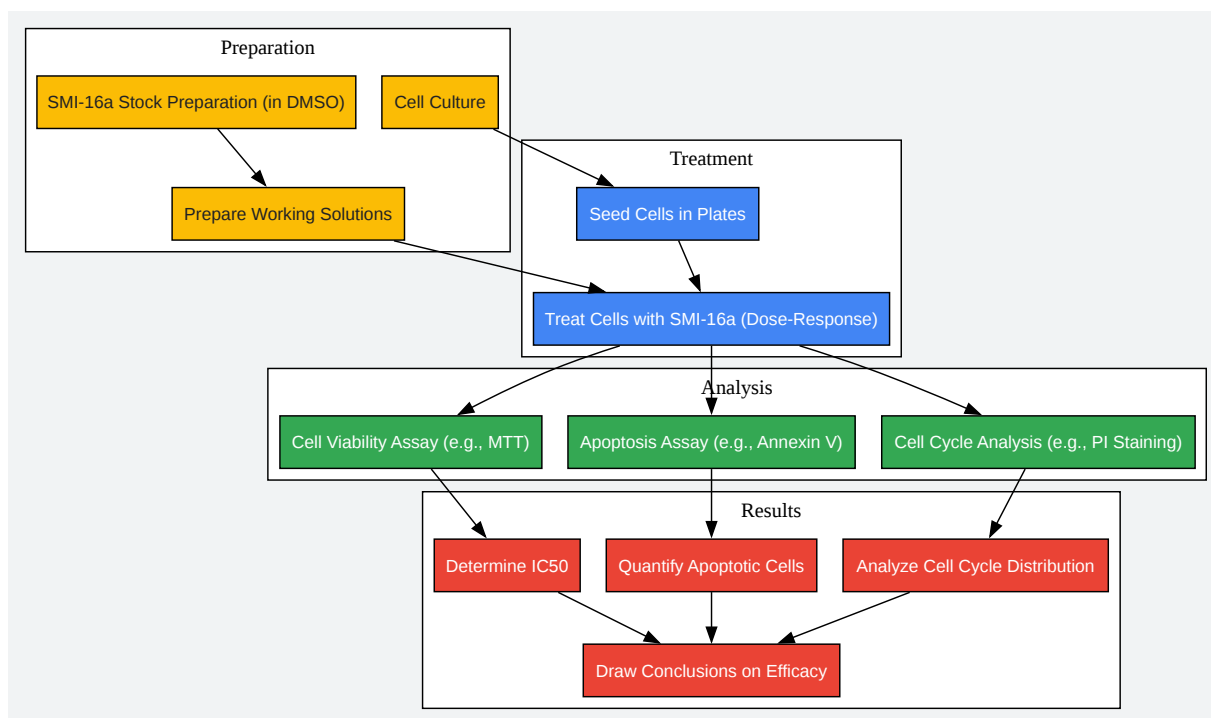 Preparation
SMI-16a Stock Preparation (in DMSO)
Cell Culture
Prepare Working Solutions
Treatment
Seed Cells in Plates
Treat Cells with SMI-16a (Dose-Response)
Analysis
Cell Viability Assay (e.g., MTT)
Apoptosis Assay (e.g., Annexin V)
Cell Cycle Analysis (e.g., PI Staining)
Results
Determine IC50
Quantify Apoptotic Cells
Analyze Cell Cycle Distribution
Draw Conclusions on Efficacy